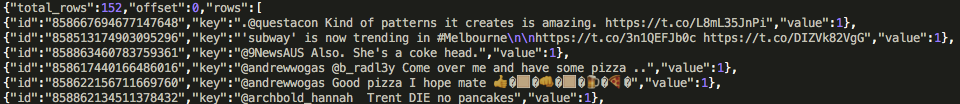 {"total_rows":152,"offset":0,"rows":[
{"id":"858667694677147648","key":".@questacon Kind of patterns it creates is amazing. https://t.co/L8mL35JnPi","value":1},
{"id":"858513174903095296","key":"'subway' is now trending in #Melbourne\n\nhttps://t.co/3n1QEFJb0c https://t.co/DIZVk82VgG","value":1},
{"id":"858863460783759361","key":"@9NewsAUS Also. She's a coke head.","value":1},
{"id":"858617440166486016","key":"@andrewwogas @b_radl3y Come over me and have some pizza ..","value":1},
{"id":"858622156711669760","key":"@andrewwogas Good pizza I hope mate 👍�🏽�👊�🏽�🍺�🍕�","value":1},
{"id":"858862134511378432","key":"@archbold_hannah  Trent DIE no pancakes","value":1},